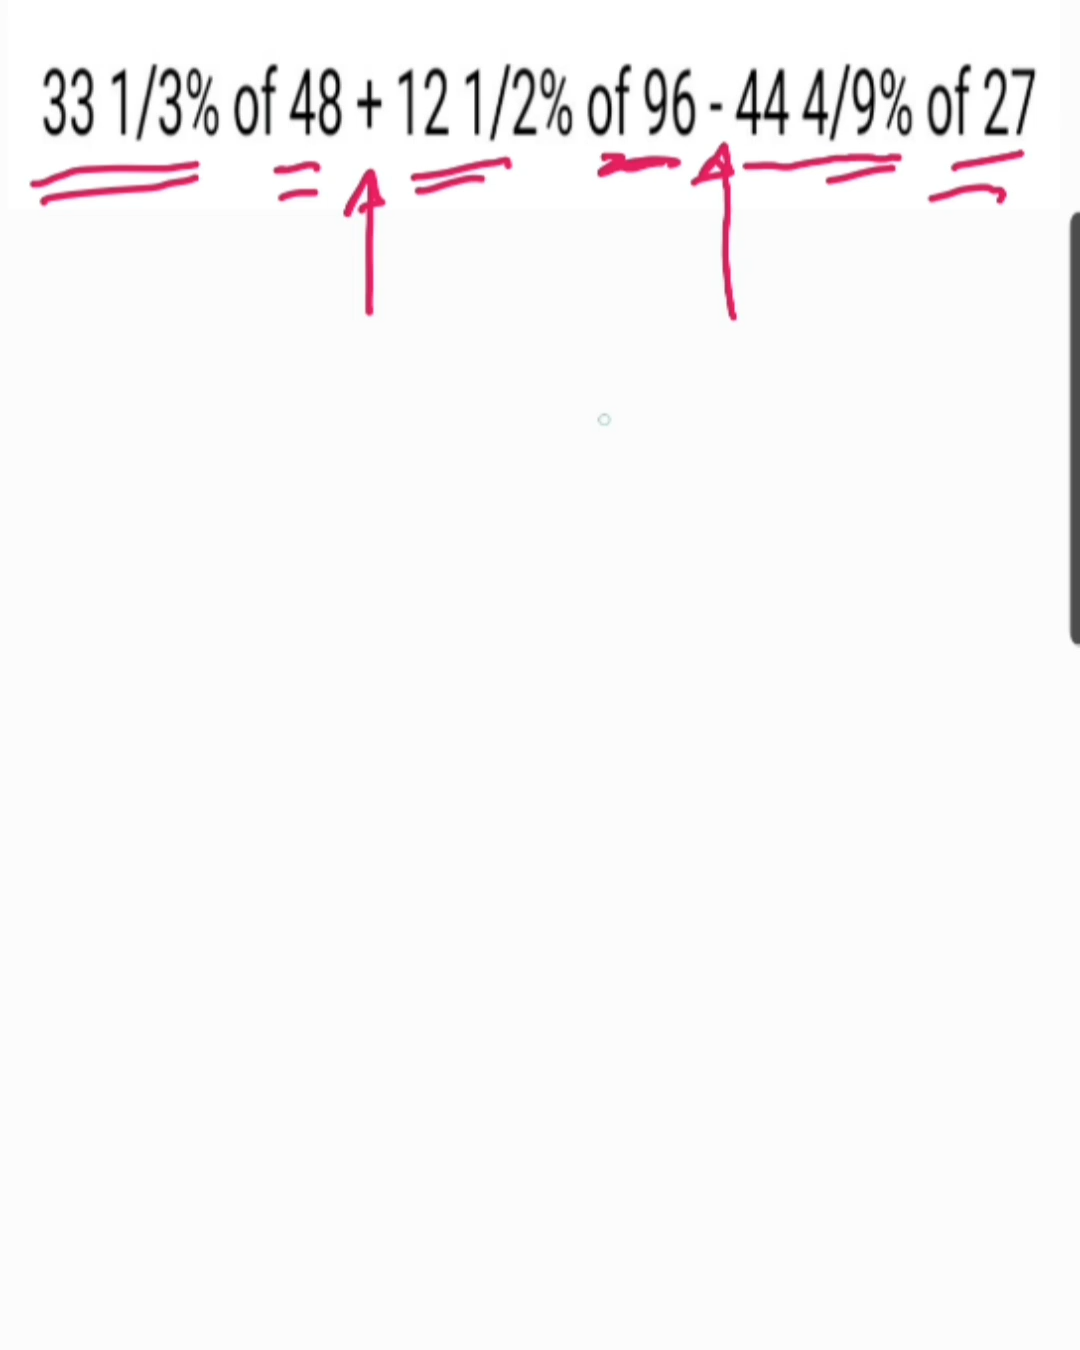 33 1/3% of 48 + 12 1/2% of 96 - 44 4/9% of 27